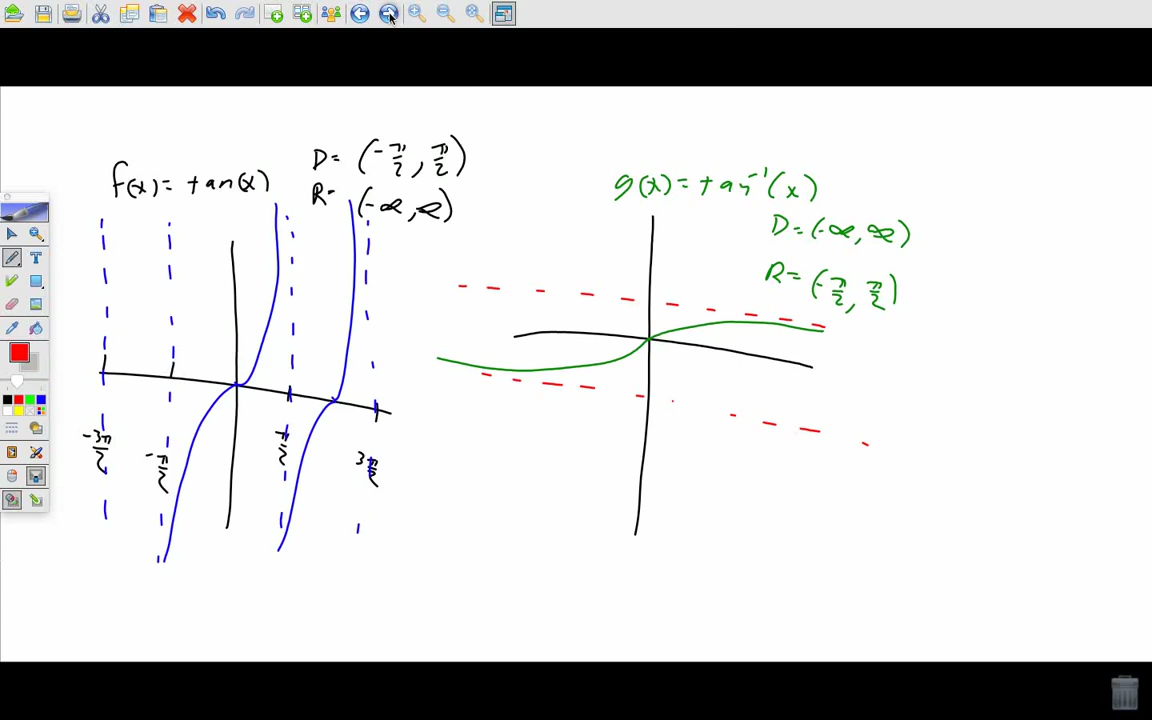 f(x) = tan(x)
D = (-π/2, π/2)
R = (-∞, ∞)
g(x) = tan⁻¹(x)
D = (-∞, ∞)
R = (-π/2, π/2)
-3π/2
-π/2
π/2
3π/2
T